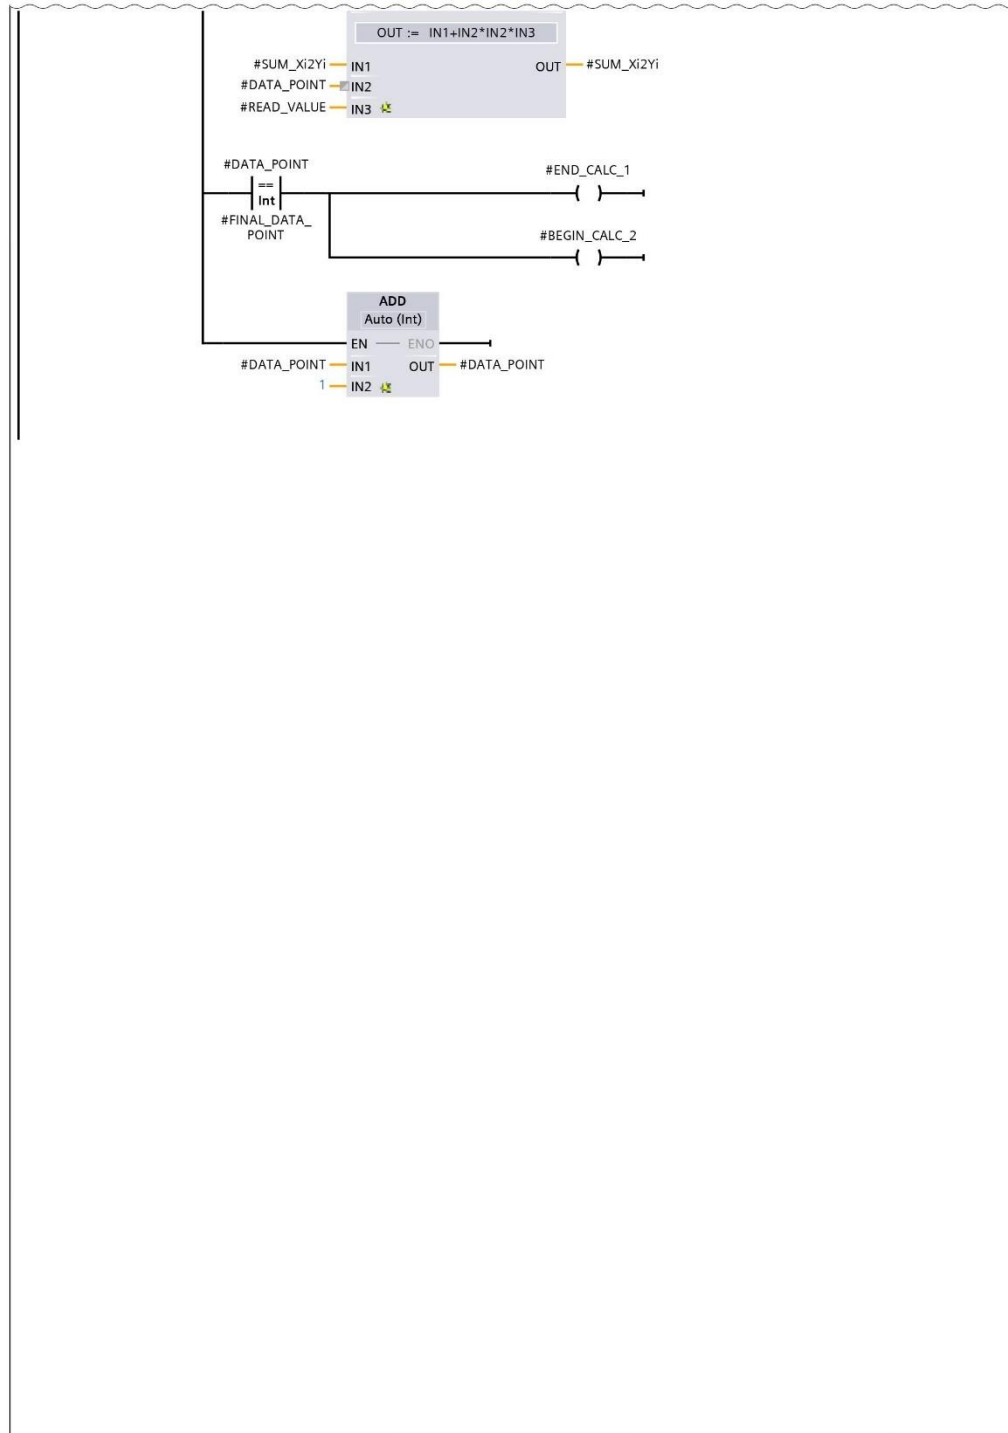 OUT := IN1+IN2*IN2*IN3
#SUM_Xi2Yi IN1 OUT #SUM_Xi2Yi
#DATA_POINT IN2
#READ_VALUE IN3
#DATA_POINT
==
Int
#FINAL_DATA_
POINT
#END_CALC_1
#BEGIN_CALC_2
ADD
Auto (Int)
EN ENO
#DATA_POINT IN1 OUT #DATA_POINT
1 IN2